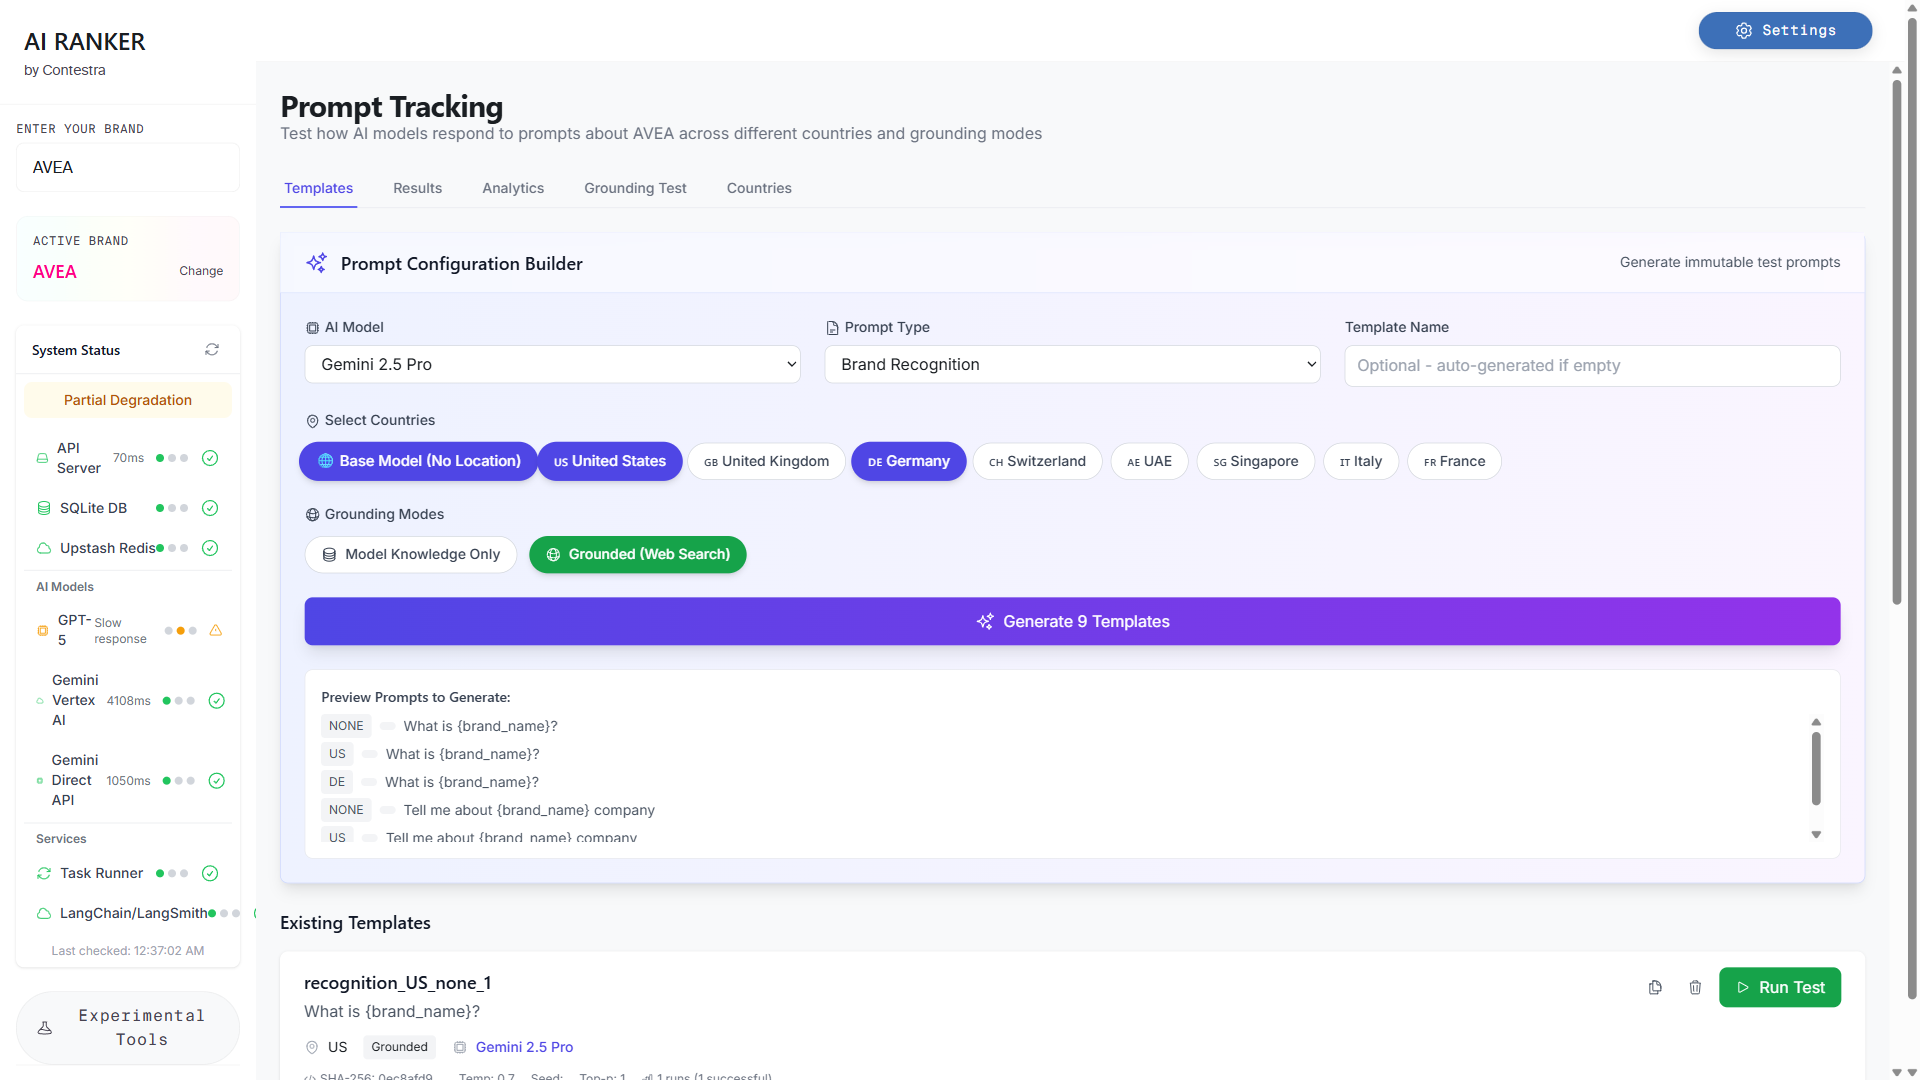 AI RANKER
by Contestra
Settings
ENTER YOUR BRAND
AVEA
ACTIVE BRAND
AVEA
Change
System Status
Partial Degradation
API Server
70ms
SQLite DB
Upstash Redis
AI Models
GPT-5
Slow response
Gemini Vertex AI
4108ms
Gemini Direct API
1050ms
Services
Task Runner
LangChain/LangSmith
Last checked: 12:37:02 AM
Experimental Tools
Prompt Tracking
Test how AI models respond to prompts about AVEA across different countries and grounding modes
Templates Results Analytics Grounding Test Countries
Prompt Configuration Builder
Generate immutable test prompts
AI Model
Gemini 2.5 Pro
Prompt Type
Brand Recognition
Template Name
Optional - auto-generated if empty
Select Countries
Base Model (No Location) US United States GB United Kingdom DE Germany CH Switzerland AE UAE SG Singapore IT Italy FR France
Grounding Modes
Model Knowledge Only Grounded (Web Search)
Generate 9 Templates
Preview Prompts to Generate:
NONE What is {brand_name}?
US What is {brand_name}?
DE What is {brand_name}?
NONE Tell me about {brand_name} company
US Tell me about {brand_name} company
Existing Templates
recognition_US_none_1
What is {brand_name}?
Run Test
US Grounded Gemini 2.5 Pro
SHA-256: 0ec8afd9 Temp: 0.7 Seed: Top-p: 1 1 runs (1 successful)